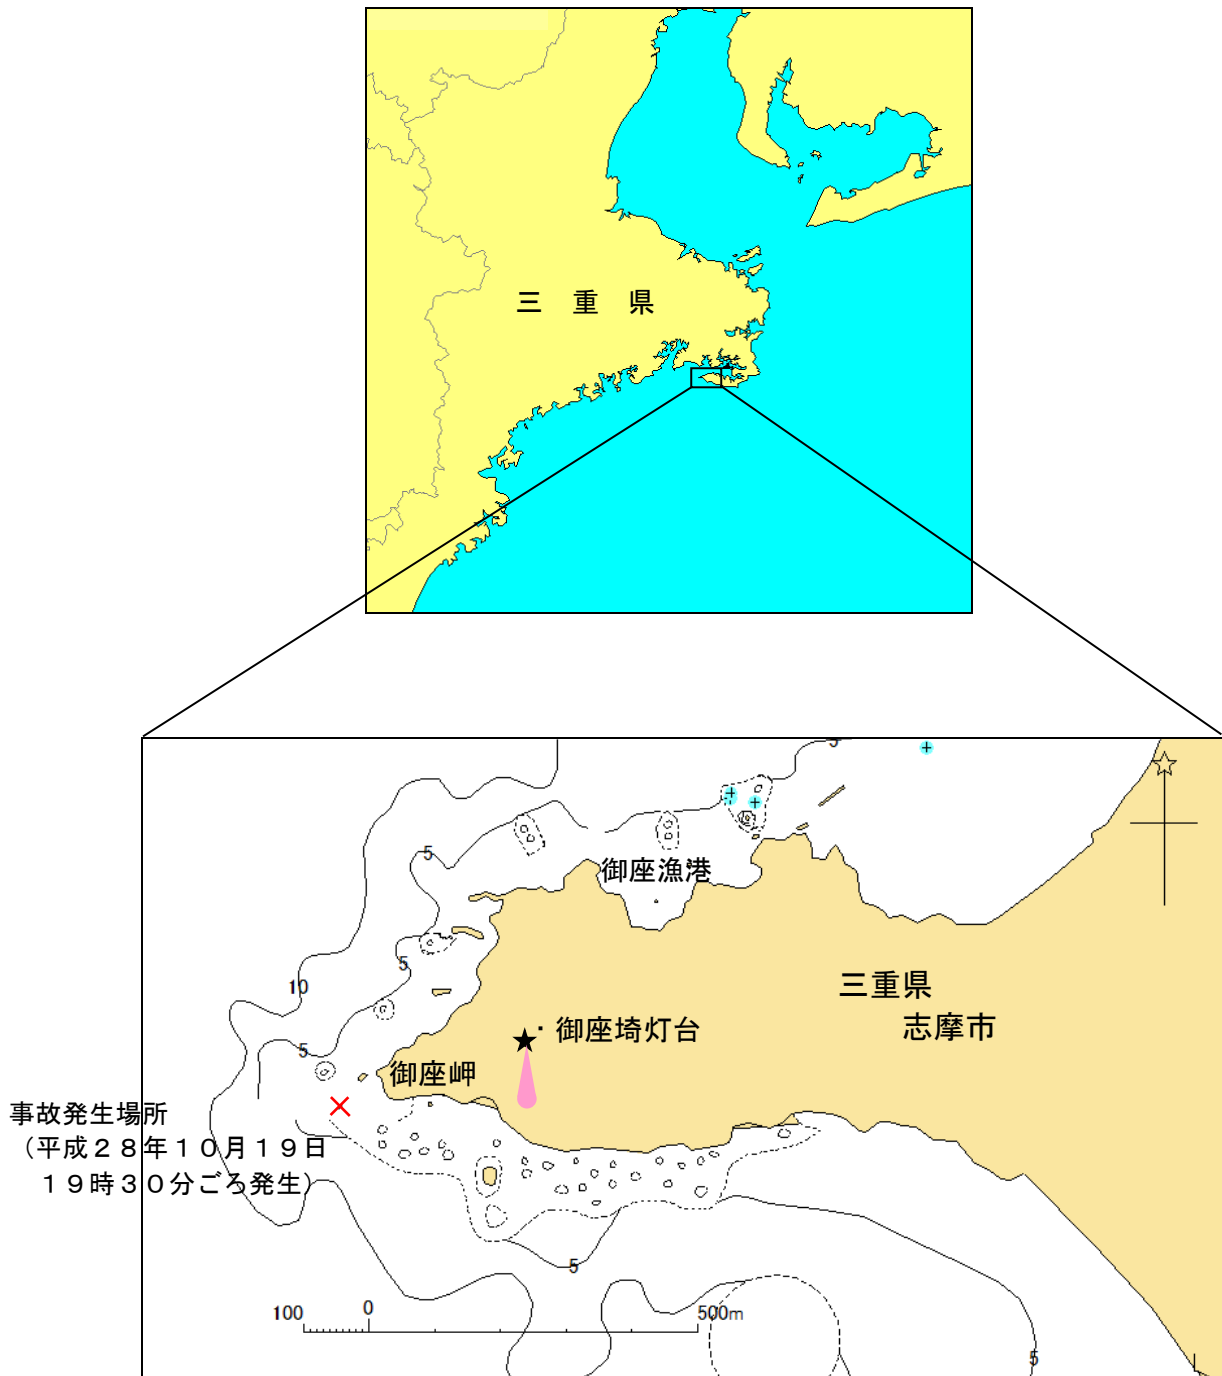 三 重 県
5
5
御座漁港
5
10
三重県
志摩市
御座埼灯台
5
御座岬
事故発生場所
(平成28年10月19日
19時30分ごろ発生)
5
100 0 500m
5